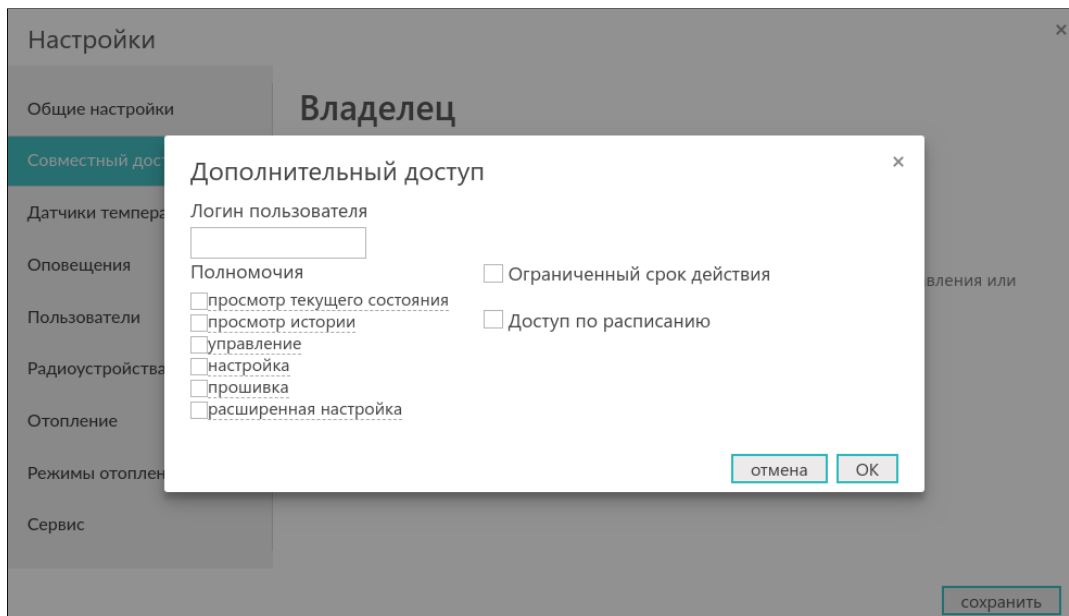 Настройки
Общие настройки
Владелец
Совместный дос
Дополнительный доступ
Логин пользователя
Датчики темпера
Полномочия
Ограниченный срок действия
Оповещения
вления или
просмотр текущего состояния
просмотр истории
Доступ по расписанию
Пользователи
управление
настройка
Радиоустройства
прошивка
расширенная настройка
Отопление
Режимы отоплен
отмена
OK
Сервис
сохранить